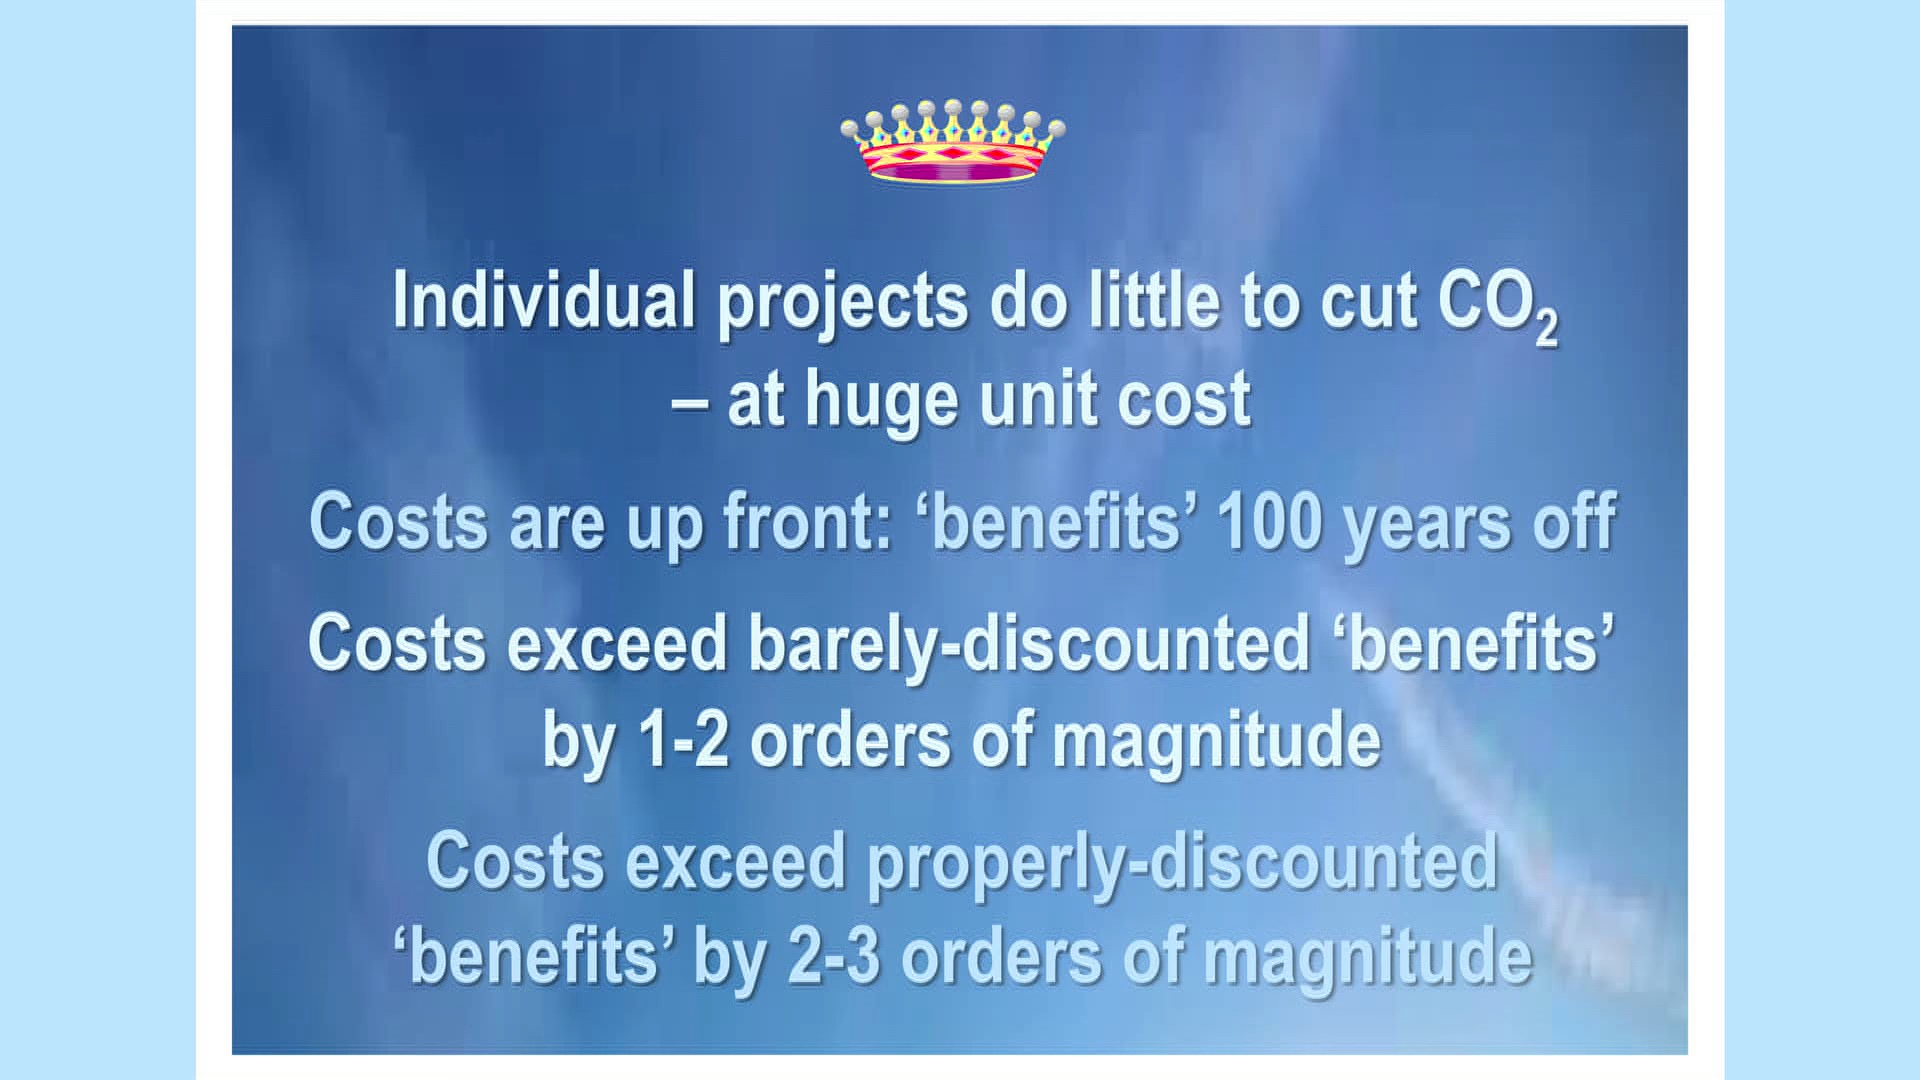 Individual projects do little to cut CO₂
– at huge unit cost
Costs are up front: ‘benefits’ 100 years off
Costs exceed barely-discounted ‘benefits’
by 1-2 orders of magnitude
Costs exceed properly-discounted
‘benefits’ by 2-3 orders of magnitude